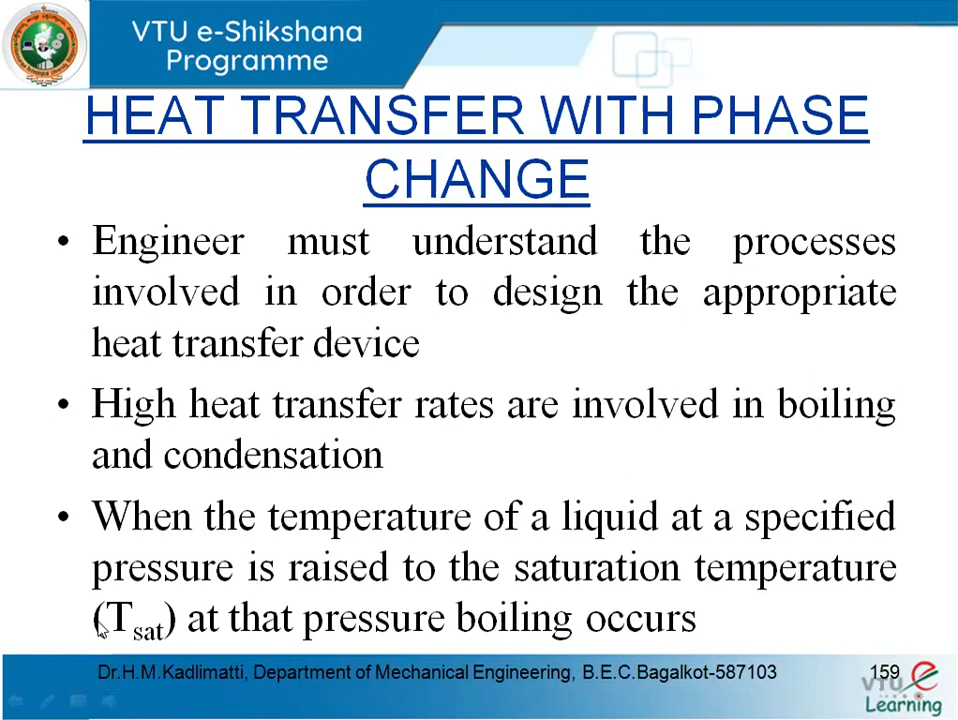 VTU e-Shikshana
Programme
HEAT TRANSFER WITH PHASE
CHANGE
• Engineer must understand the processes
involved in order to design the appropriate
heat transfer device
• High heat transfer rates are involved in boiling
and condensation
• When the temperature of a liquid at a specified
pressure is raised to the saturation temperature
(Tsat) at that pressure boiling occurs
Dr.H.M.Kadlimatti, Department of Mechanical Engineering, B.E.C.Bagalkot-587103
159
VTU e
Learning